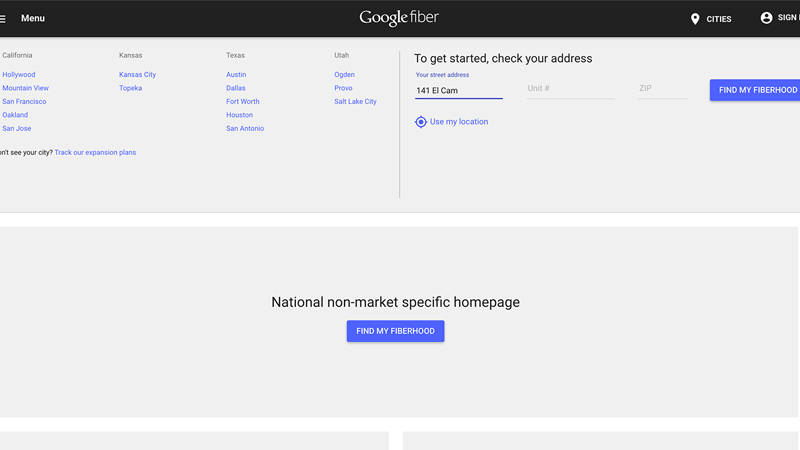 Menu
Google fiber
CITIES
SIGN
California
Hollywood
Mountain View
San Francisco
Oakland
San Jose
Kansas
Kansas City
Topeka
Texas
Austin
Dallas
Fort Worth
Houston
San Antonio
Utah
Ogden
Provo
Salt Lake City
n't see your city? Track our expansion plans
To get started, check your address
Your street address
141 El Cam
Unit #
ZIP
FIND MY FIBERHOOD
Use my location
National non-market specific homepage
FIND MY FIBERHOOD